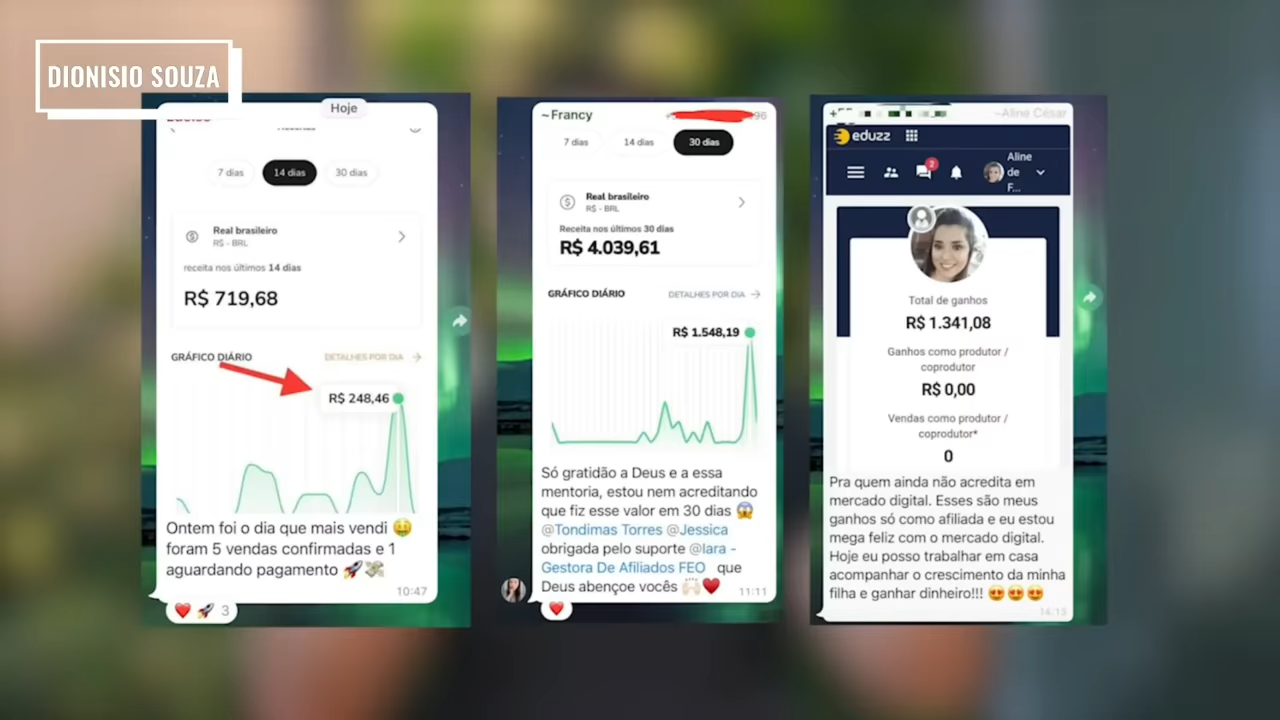 DIONISIO SOUZA
Hoje
7 dias
14 dias
30 dias
Real brasileiro
R$ - BRL
receita nos últimos 14 dias
R$ 719,68
GRÁFICO DIÁRIO
DETALHES POR DIA
R$ 248,46
Ontem foi o dia que mais vendi 🤑
foram 5 vendas confirmadas e 1
aguardando pagamento 🚀💸
10:47
❤️🚀 3
~Francy
96
7 dias
14 dias
30 dias
Real brasileiro
R$ - BRL
Receita nos últimos 30 dias
R$ 4.039,61
GRÁFICO DIÁRIO
DETALHES POR DIA
R$ 1.548,19
Só gratidão a Deus e a essa
mentoria, estou nem acreditando
que fiz esse valor em 30 dias 😱
@Tondimas Torres @Jessica
obrigada pelo suporte @Iara -
Gestora De Afiliados FEO que
Deus abençoe vocês 🙌🏻❤️
11:11
~Aline César
eduzz
2
Aline
de
F...
Total de ganhos
R$ 1.341,08
Ganhos como produtor /
coprodutor
R$ 0,00
Vendas como produtor /
coprodutor*
0
Pra quem ainda não acredita em
mercado digital. Esses são meus
ganhos só como afiliada e eu estou
mega feliz com o mercado digital.
Hoje eu posso trabalhar em casa
acompanhar o crescimento da minha
filha e ganhar dinheiro!!! 😍😍😍
14:13